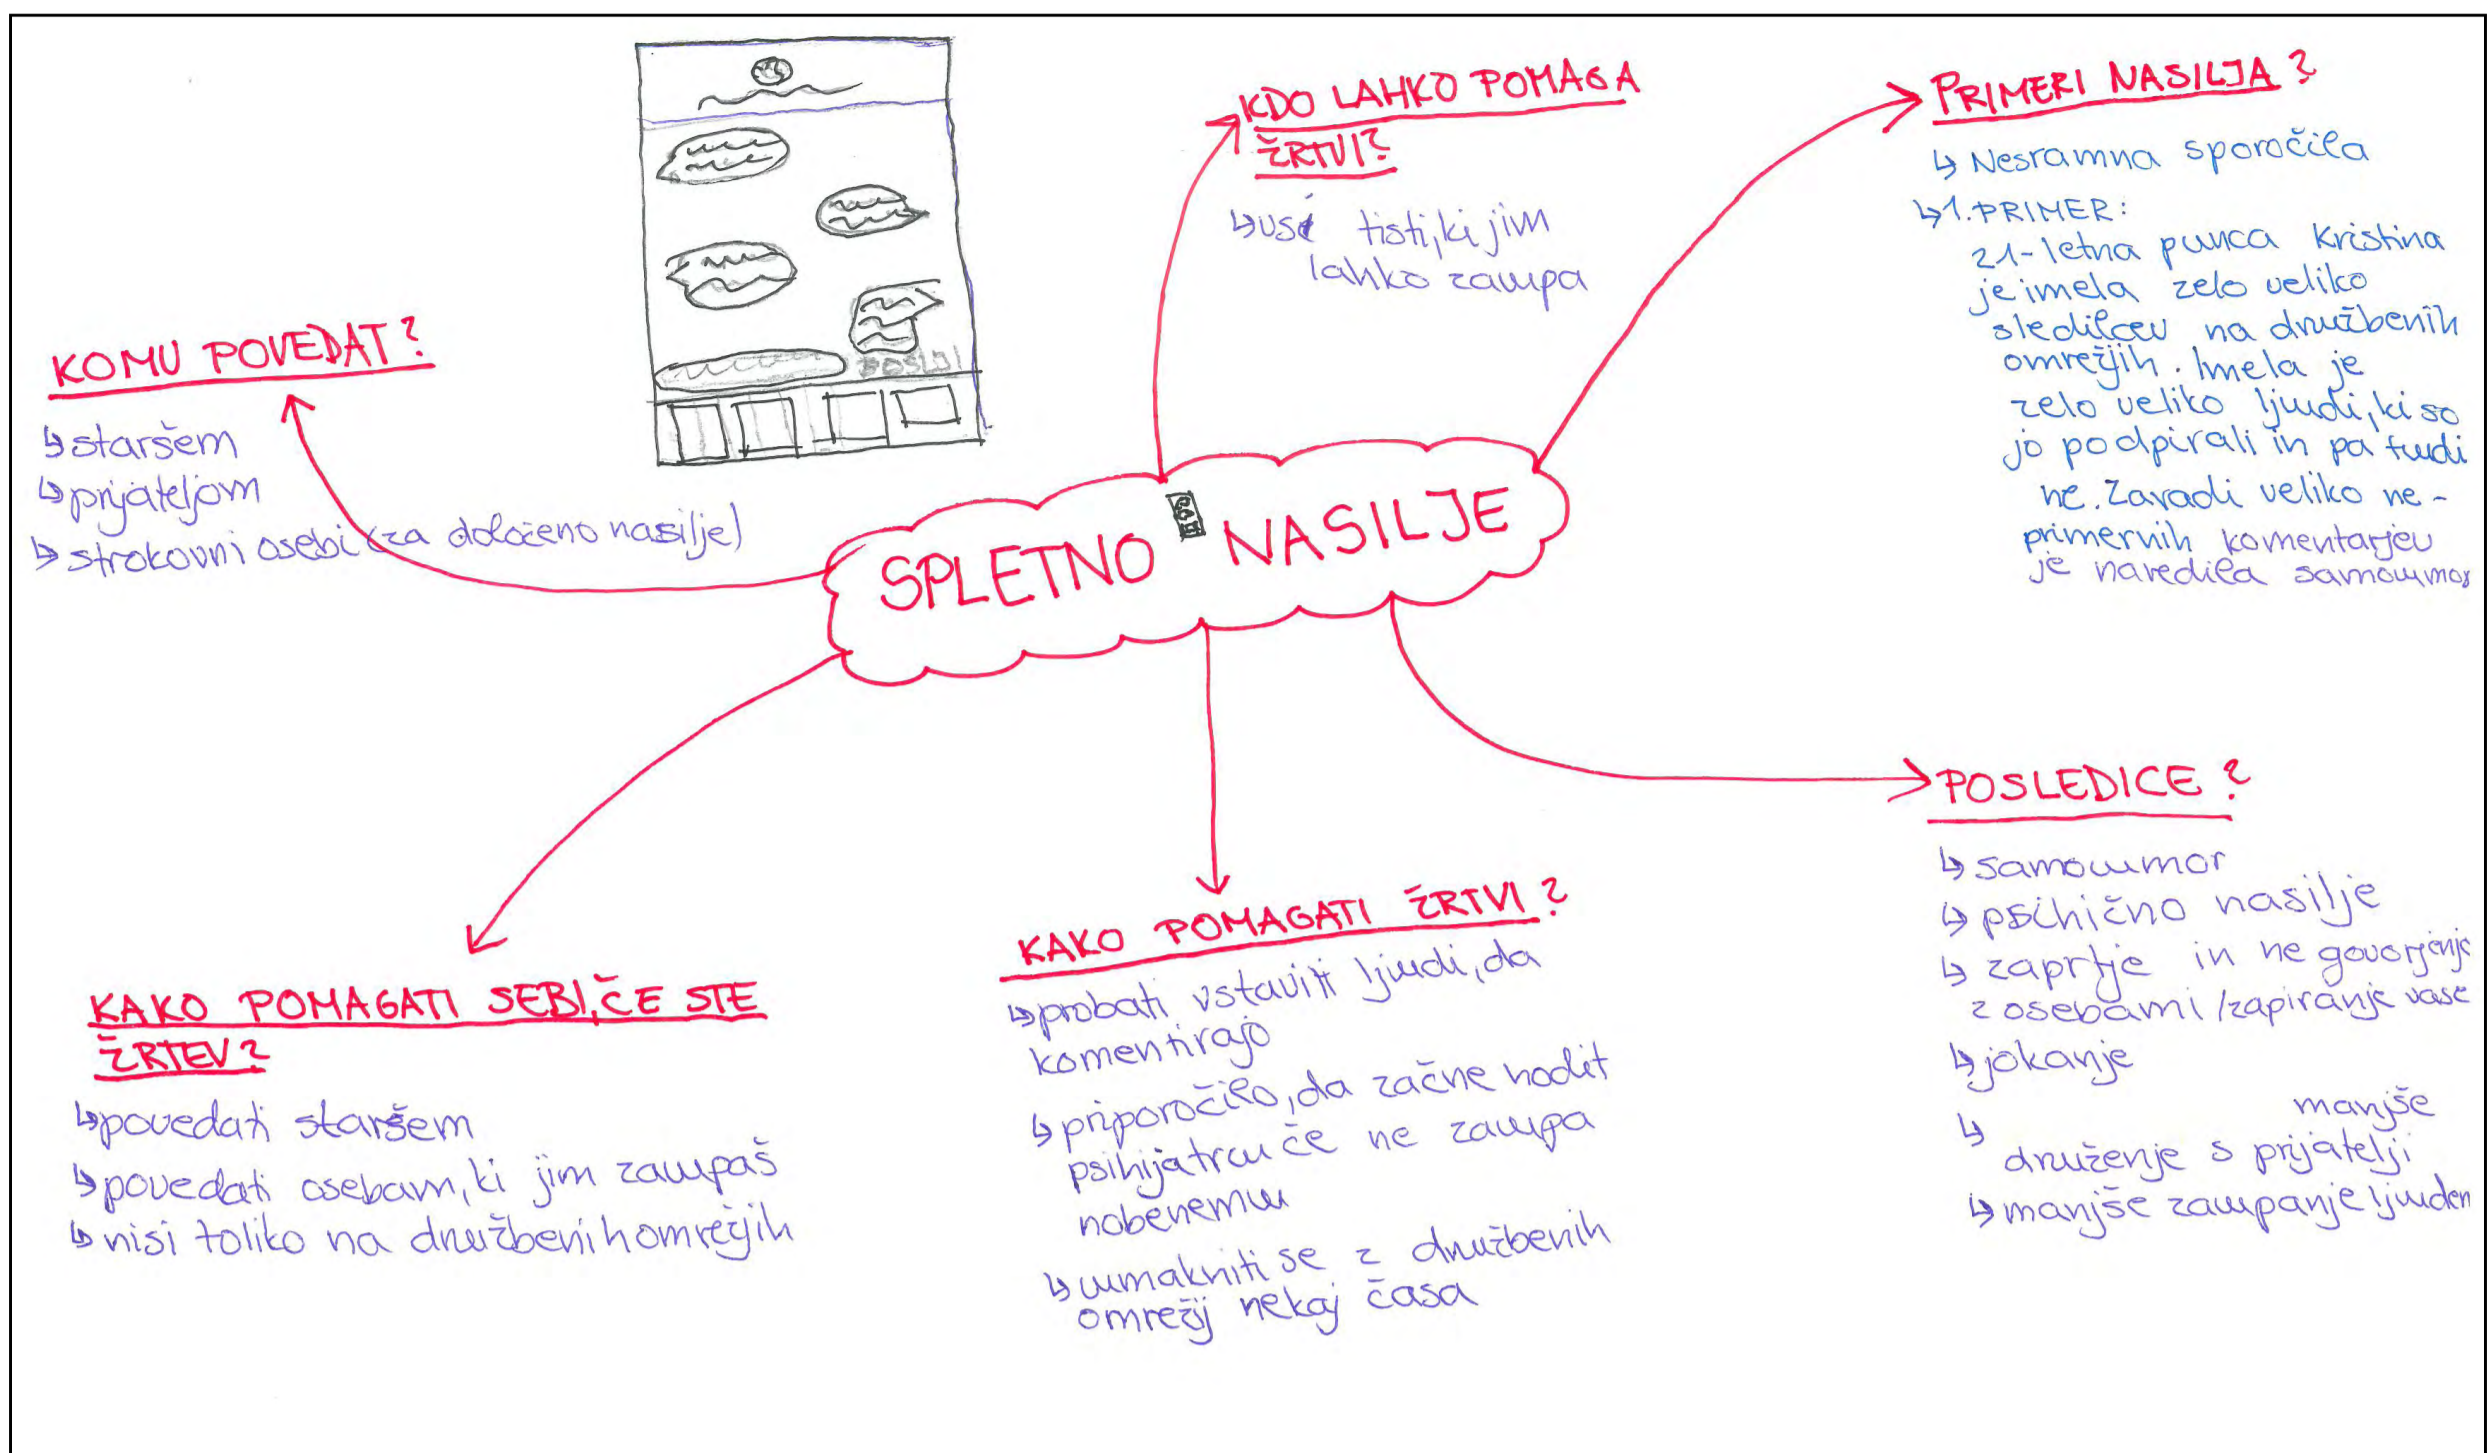 KDO LAHKO POMAGA
ŽRTVI?
↳ vsi tisti, ki jim
lahko zaupa
PRIMERI NASILJA?
↳ Nesramna sporočila
↳ 1. PRIMER:
21-letna punca Kristina
je imela zelo veliko
sledilcev na družbenih
omrežjih. Imela je
zelo veliko ljudi, ki so
jo podpirali in pa tudi
ne. Zaradi veliko ne-
primernih komentarjev
je naredila samoumor
KOMU POVEDAT?
↳ staršem
↳ prijateljom
↳ strokovni osebi (za določeno nasilje)
POSLJI
SPLETNO NASILJE
POSLEDICE?
↳ samoumor
↳ psihično nasilje
↳ zaprtje in ne govorjenje
z osebami / zapiranje vase
↳ jokanje
↳ manjše
druženje s prijatelji
↳ manjše zaupanje ljudem
KAKO POMAGATI ŽRTVI?
↳ probati vstaviti ljudi, da
komentirajo
↳ priporočilo, da začne hodit
psihijatru če ne zaupa
nobenemu
↳ umakniti se z družbenih
omrežij nekaj časa
KAKO POMAGATI SEBI, ČE STE
ŽRTEV?
↳ povedati staršem
↳ povedati osebam, ki jim zaupaš
↳ nisi toliko na družbenih omrežjih